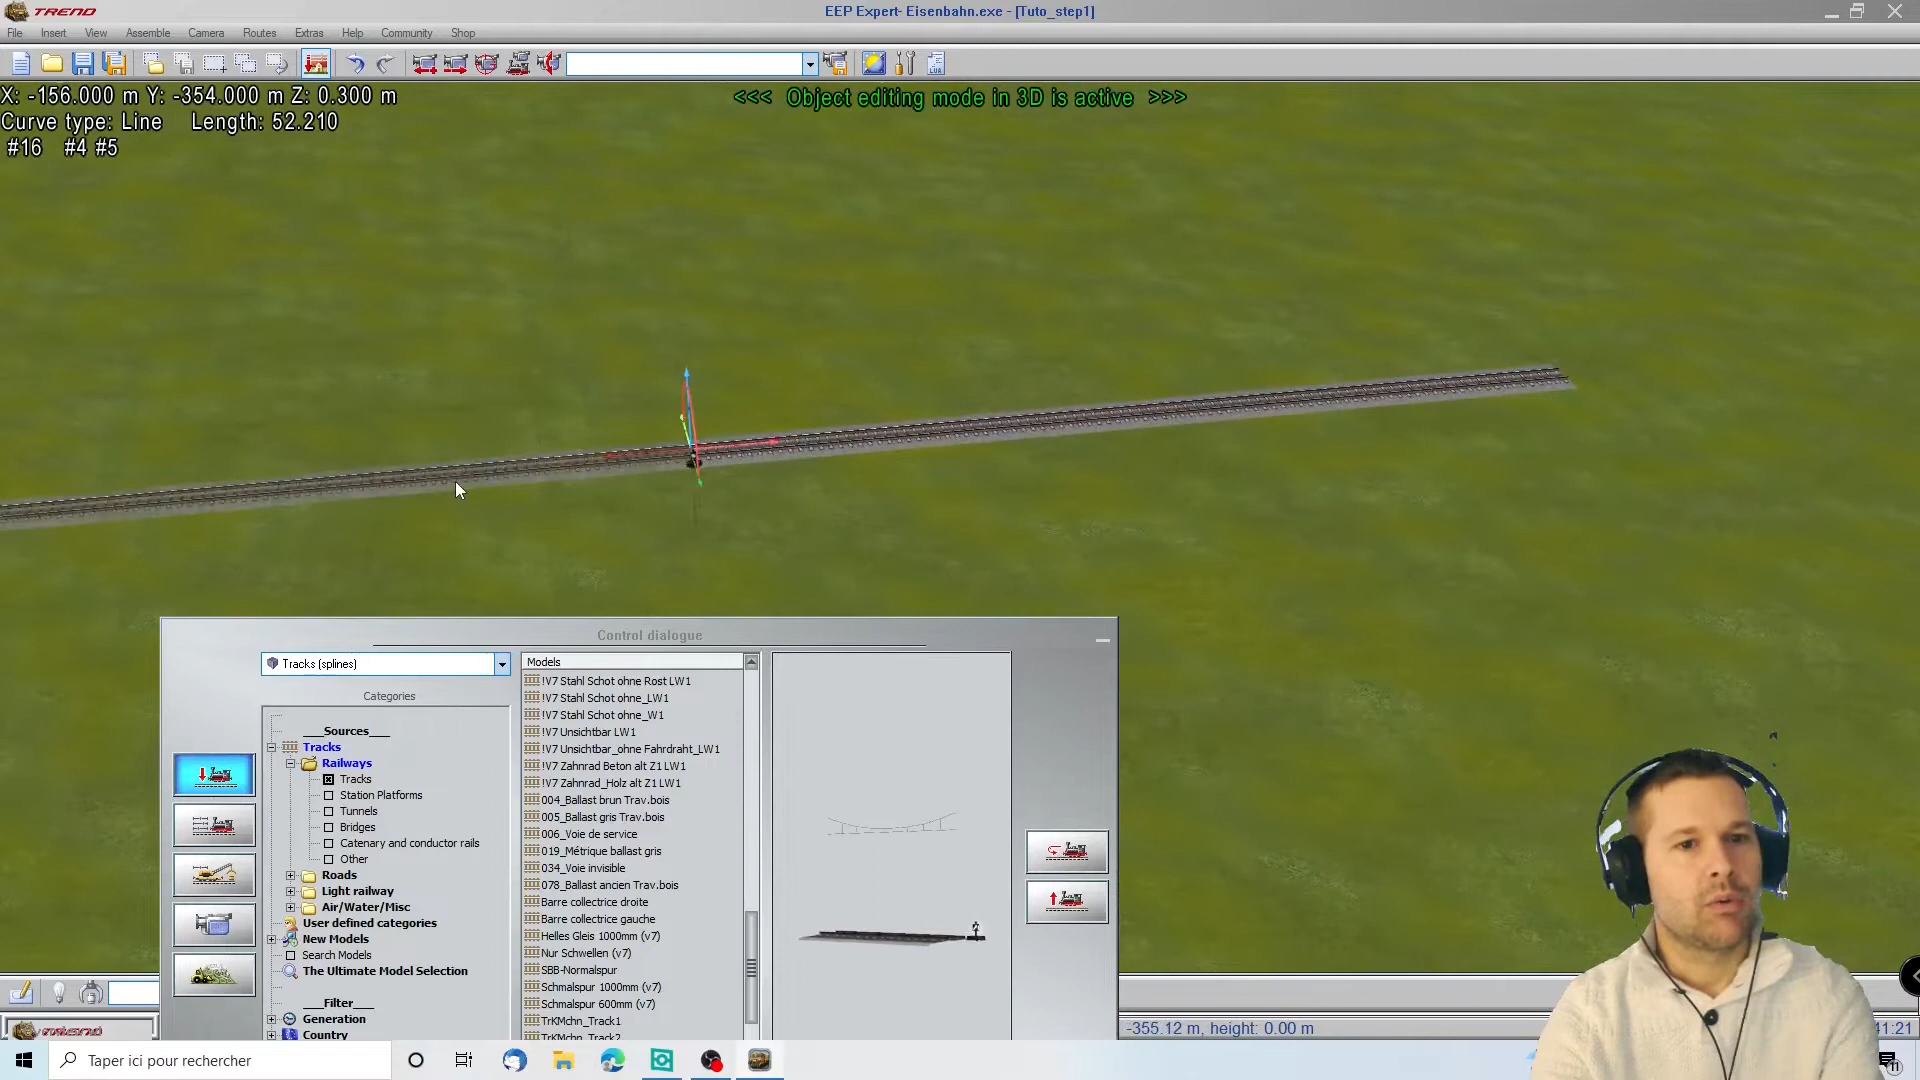 TREND
EEP Expert- Eisenbahn.exe - [Tuto_step1]
File Insert View Assemble Camera Routes Extras Help Community Shop
LUA
X: -156.000 m Y: -354.000 m Z: 0.300 m
<<< Object editing mode in 3D is active >>>
Curve type: Line Length: 52.210
#16 #4 #5
Control dialogue
Tracks (splines)
Categories
___Sources___
Tracks
Railways
Tracks
Station Platforms
Tunnels
Bridges
Catenary and conductor rails
Other
Roads
Light railway
Air/Water/Misc
User defined categories
New Models
Search Models
The Ultimate Model Selection
___Filter___
Generation
Country
Models
!V7 Stahl Schot ohne Rost LW1
!V7 Stahl Schot ohne_LW1
!V7 Stahl Schot ohne_W1
!V7 Unsichtbar LW1
!V7 Unsichtbar_ohne Fahrdraht_LW1
!V7 Zahnrad Beton alt Z1 LW1
!V7 Zahnrad_Holz alt Z1 LW1
004_Ballast brun Trav.bois
005_Ballast gris Trav.bois
006_Voie de service
019_Métrique ballast gris
034_Voie invisible
078_Ballast ancien Trav.bois
Barre collectrice droite
Barre collectrice gauche
Helles Gleis 1000mm (v7)
Nur Schwellen (v7)
SBB-Normalspur
Schmalspur 1000mm (v7)
Schmalspur 600mm (v7)
TrKMchn_Track1
TrKMchn_Track2
-355.12 m, height: 0.00 m
41:21
Taper ici pour rechercher
11